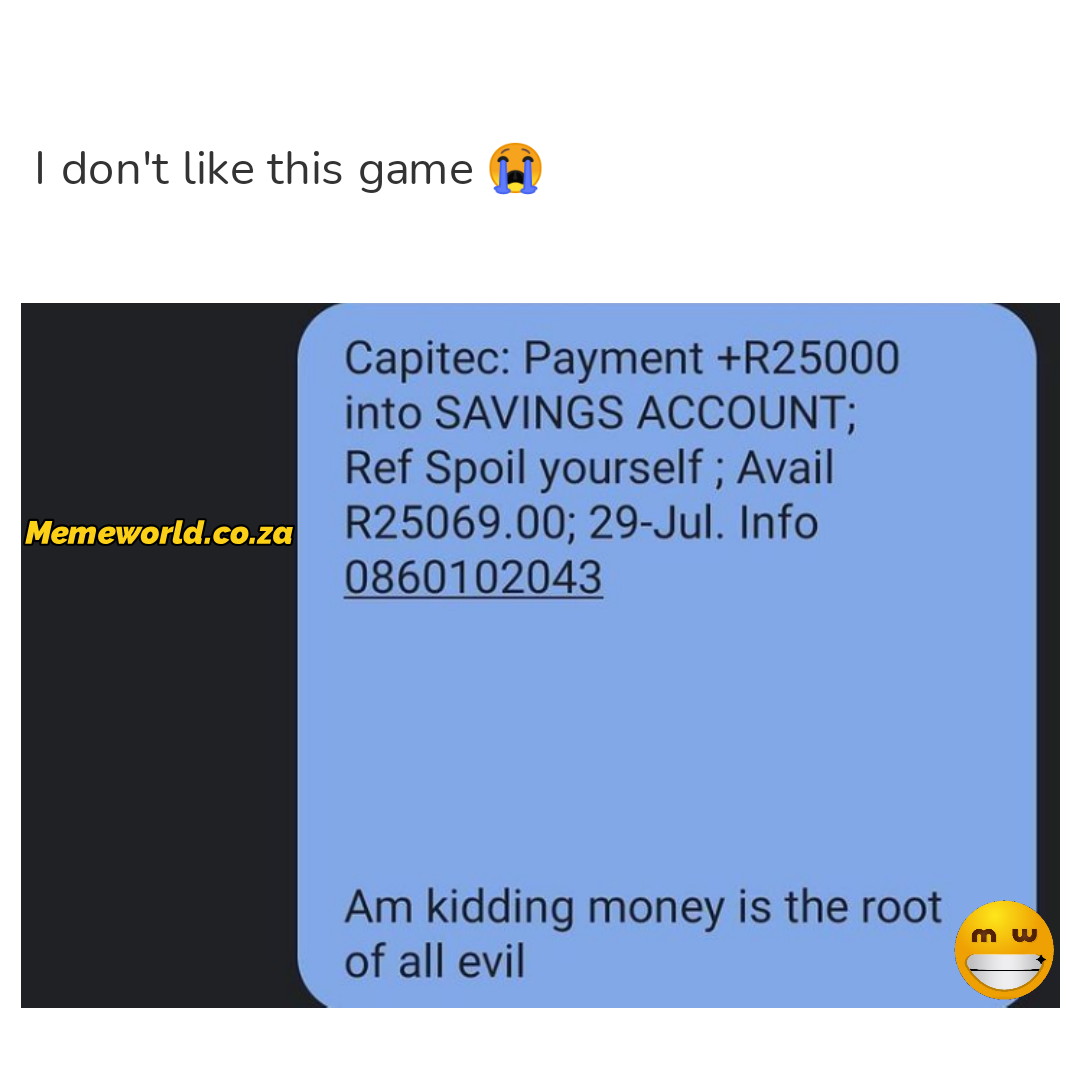 I don't like this game 😭
Capitec: Payment +R25000
into SAVINGS ACCOUNT;
Ref Spoil yourself ; Avail
R25069.00; 29-Jul. Info
0860102043
Memeworld.co.za
Am kidding money is the root
of all evil
m w